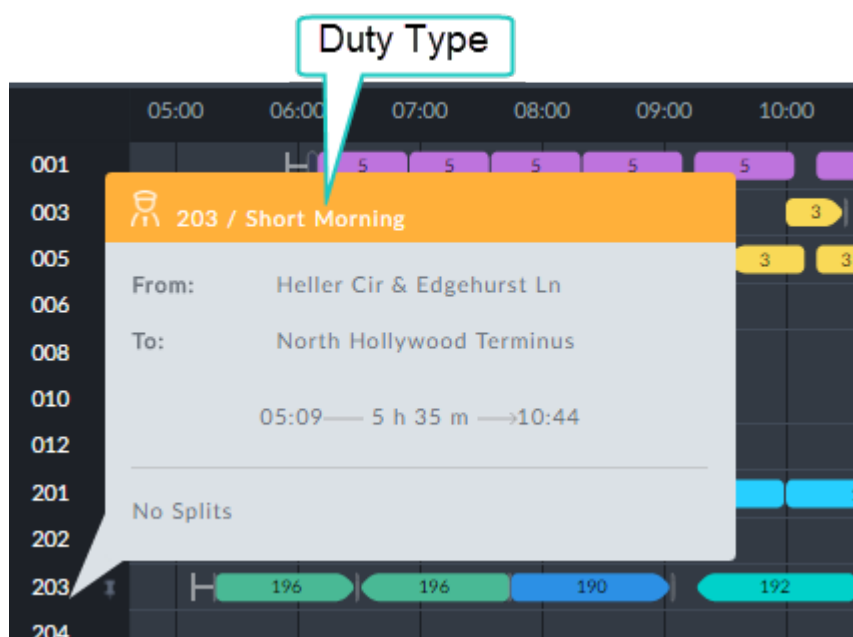 Duty Type
05:00 06:00 07:00 08:00 09:00 10:00
001 5 5 5 5 5
203 / Short Morning
003 3
005 3 3
From: Heller Cir & Edgehurst Ln
006
To: North Hollywood Terminus
008
010
05:09 5 h 35 m 10:44
012
201
No Splits
202
203 196 196 190 192
204